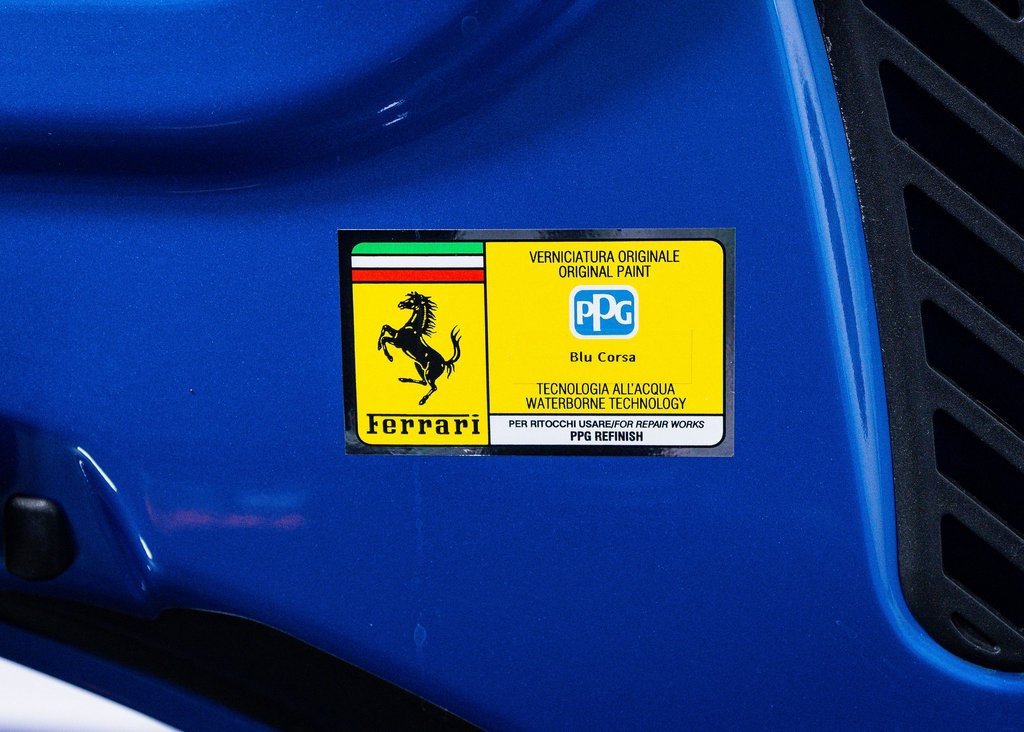 Ferrari
VERNICIATURA ORIGINALE
ORIGINAL PAINT
PPG
Blu Corsa
TECNOLOGIA ALL'ACQUA
WATERBORNE TECHNOLOGY
PER RITOCCHI USARE/FOR REPAIR WORKS
PPG REFINISH